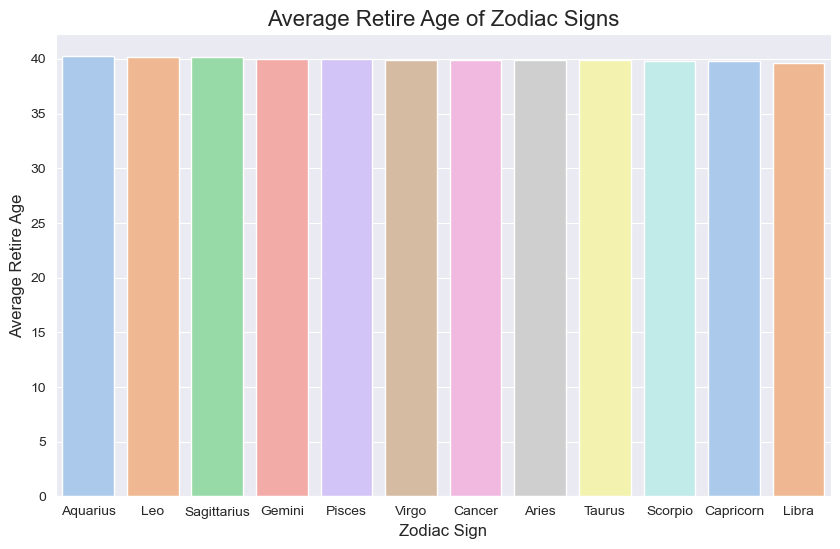 Average Retire Age of Zodiac Signs
Average Retire Age
40
35
30
25
20
15
10
5
0
Aquarius Leo Sagittarius Gemini Pisces Virgo Cancer Aries Taurus Scorpio Capricorn Libra
Zodiac Sign